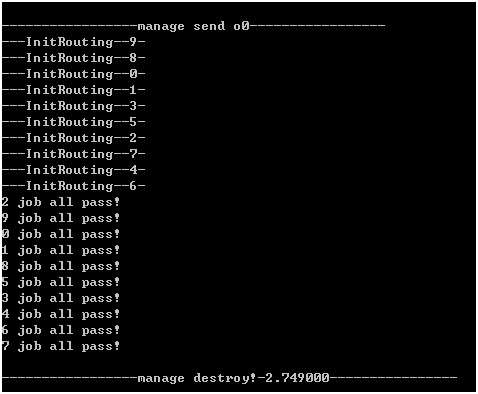 -----------------manage send o0-----------------
---InitRouting--9-
---InitRouting--8-
---InitRouting--0-
---InitRouting--1-
---InitRouting--3-
---InitRouting--5-
---InitRouting--2-
---InitRouting--7-
---InitRouting--4-
---InitRouting--6-
2 job all pass!
9 job all pass!
0 job all pass!
1 job all pass!
8 job all pass!
5 job all pass!
3 job all pass!
4 job all pass!
6 job all pass!
7 job all pass!
-----------------manage destroy!-2.749000----------------